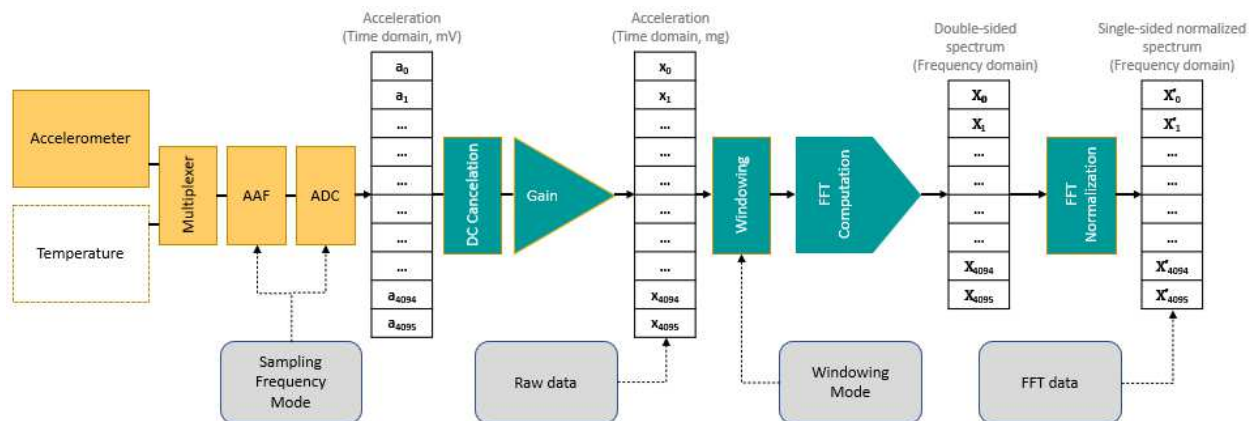 Acceleration
(Time domain, mV)
Acceleration
(Time domain, mg)
Double-sided
spectrum
(Frequency domain)
Single-sided normalized
spectrum
(Frequency domain)
Accelerometer
Temperature
Multiplexer
AAF
ADC
a0
a1
...
...
...
...
...
...
a4094
a4095
DC Cancelation
Gain
x0
x1
...
...
...
...
...
...
x4094
x4095
Windowing
FFT
Computation
X0
X1
...
...
...
...
X4094
X4095
FFT
Normalization
X'0
X'1
...
...
...
...
X'4094
X'4095
Sampling
Frequency
Mode
Raw data
Windowing
Mode
FFT data